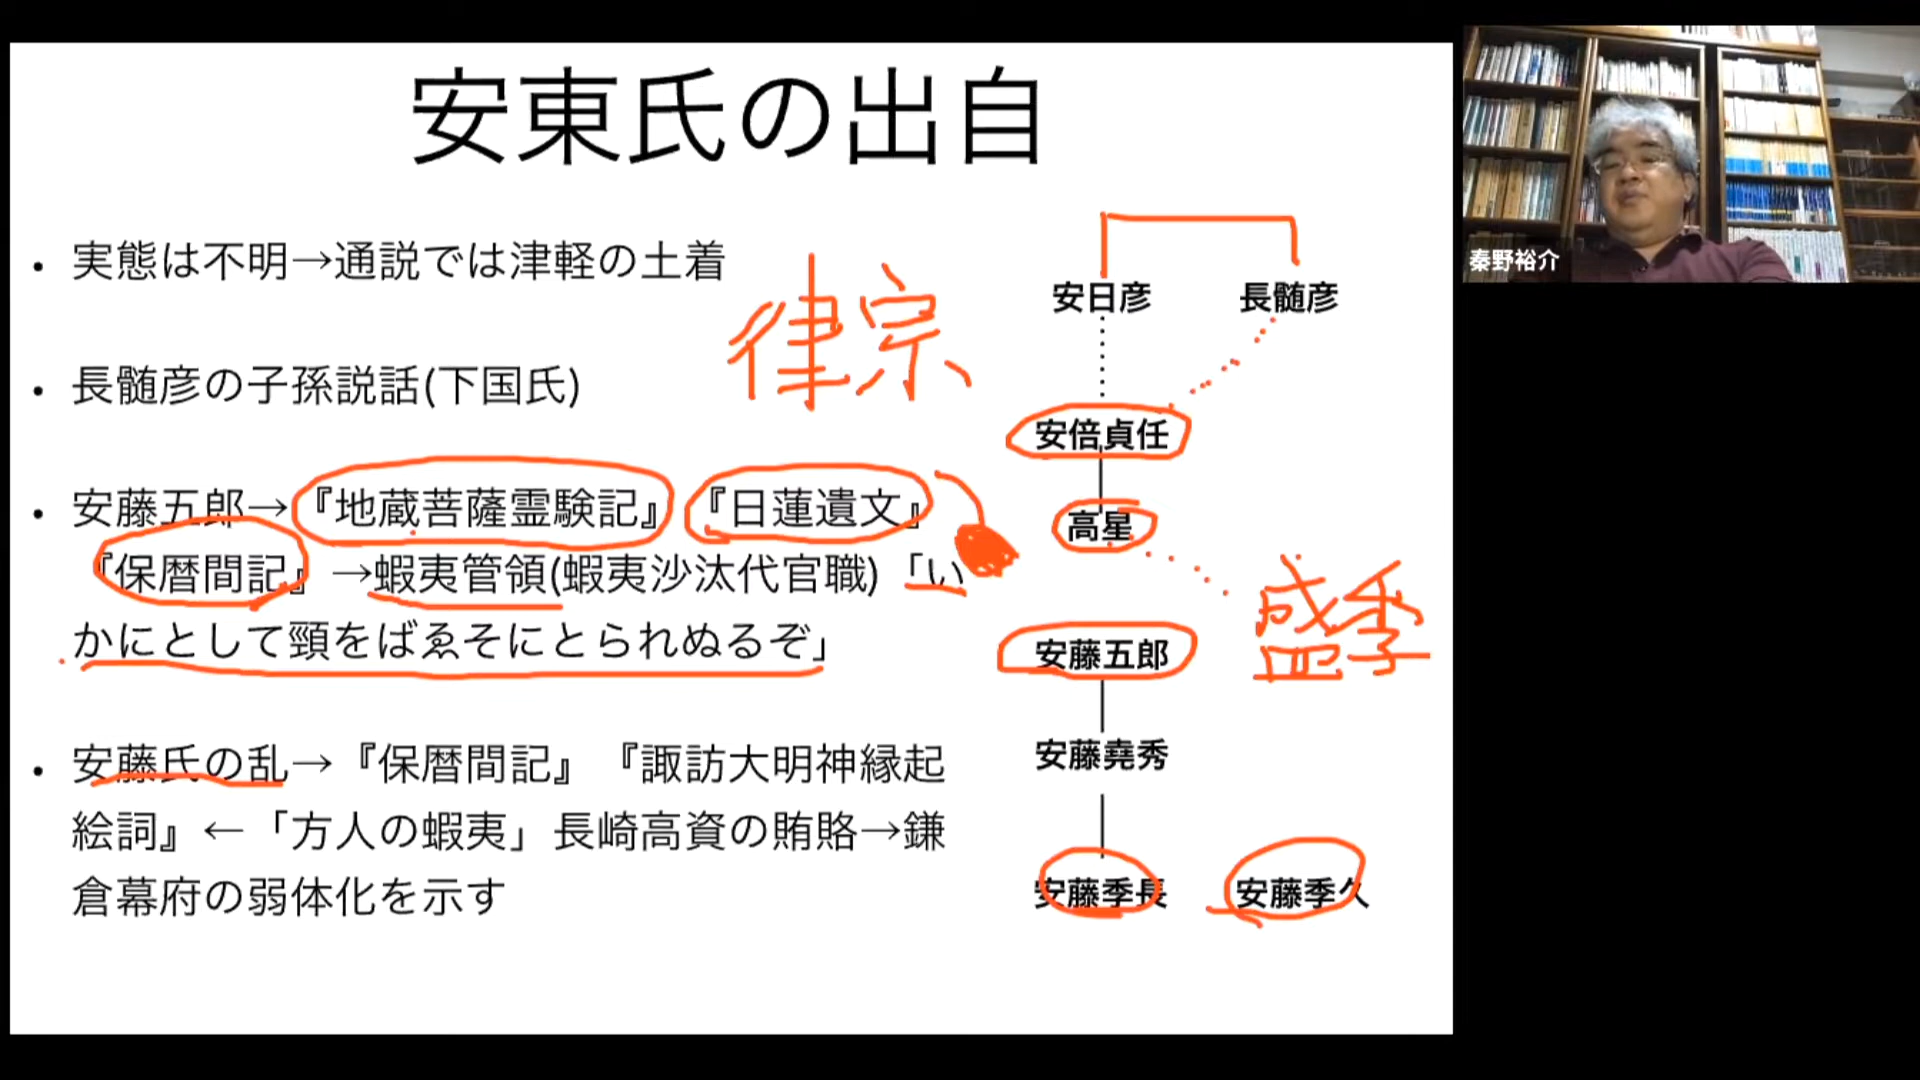 安東氏の出自
・実態は不明→通説では津軽の土着
・長髄彦の子孫説話(下国氏)
・安藤五郎→『地蔵菩薩霊験記』『日蓮遺文』
『保暦間記』→蝦夷管領(蝦夷沙汰代官職)「い
かにとして頸をばゑそにとられぬるぞ」
・安藤氏の乱→『保暦間記』『諏訪大明神縁起
絵詞』←「方人の蝦夷」長崎高資の賄賂→鎌
倉幕府の弱体化を示す
律宗
安日彦 長髄彦
安倍貞任
高星
盛季
安藤五郎
安藤堯秀
安藤季長 安藤季久
秦野裕介